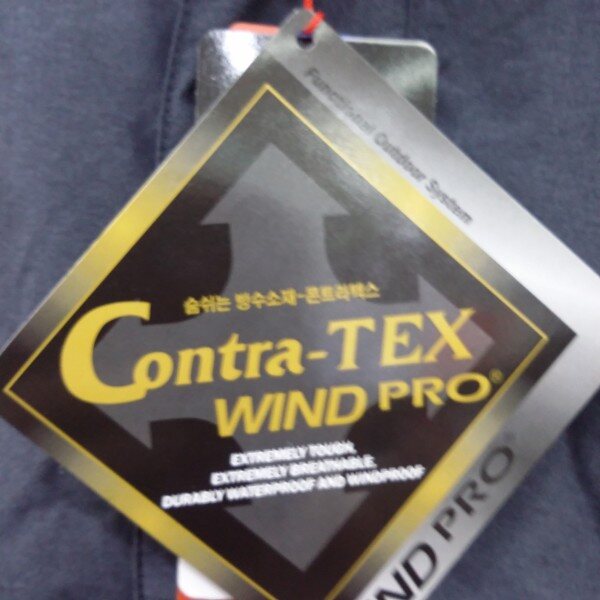 Functional Outdoor System
숨쉬는 방수소재-콘트라텍스
Contra-TEX
WIND PRO®
EXTREMELY TOUGH,
EXTREMELY BREATHABLE,
DURABLY WATERPROOF AND WINDPROOF
WIND PRO®